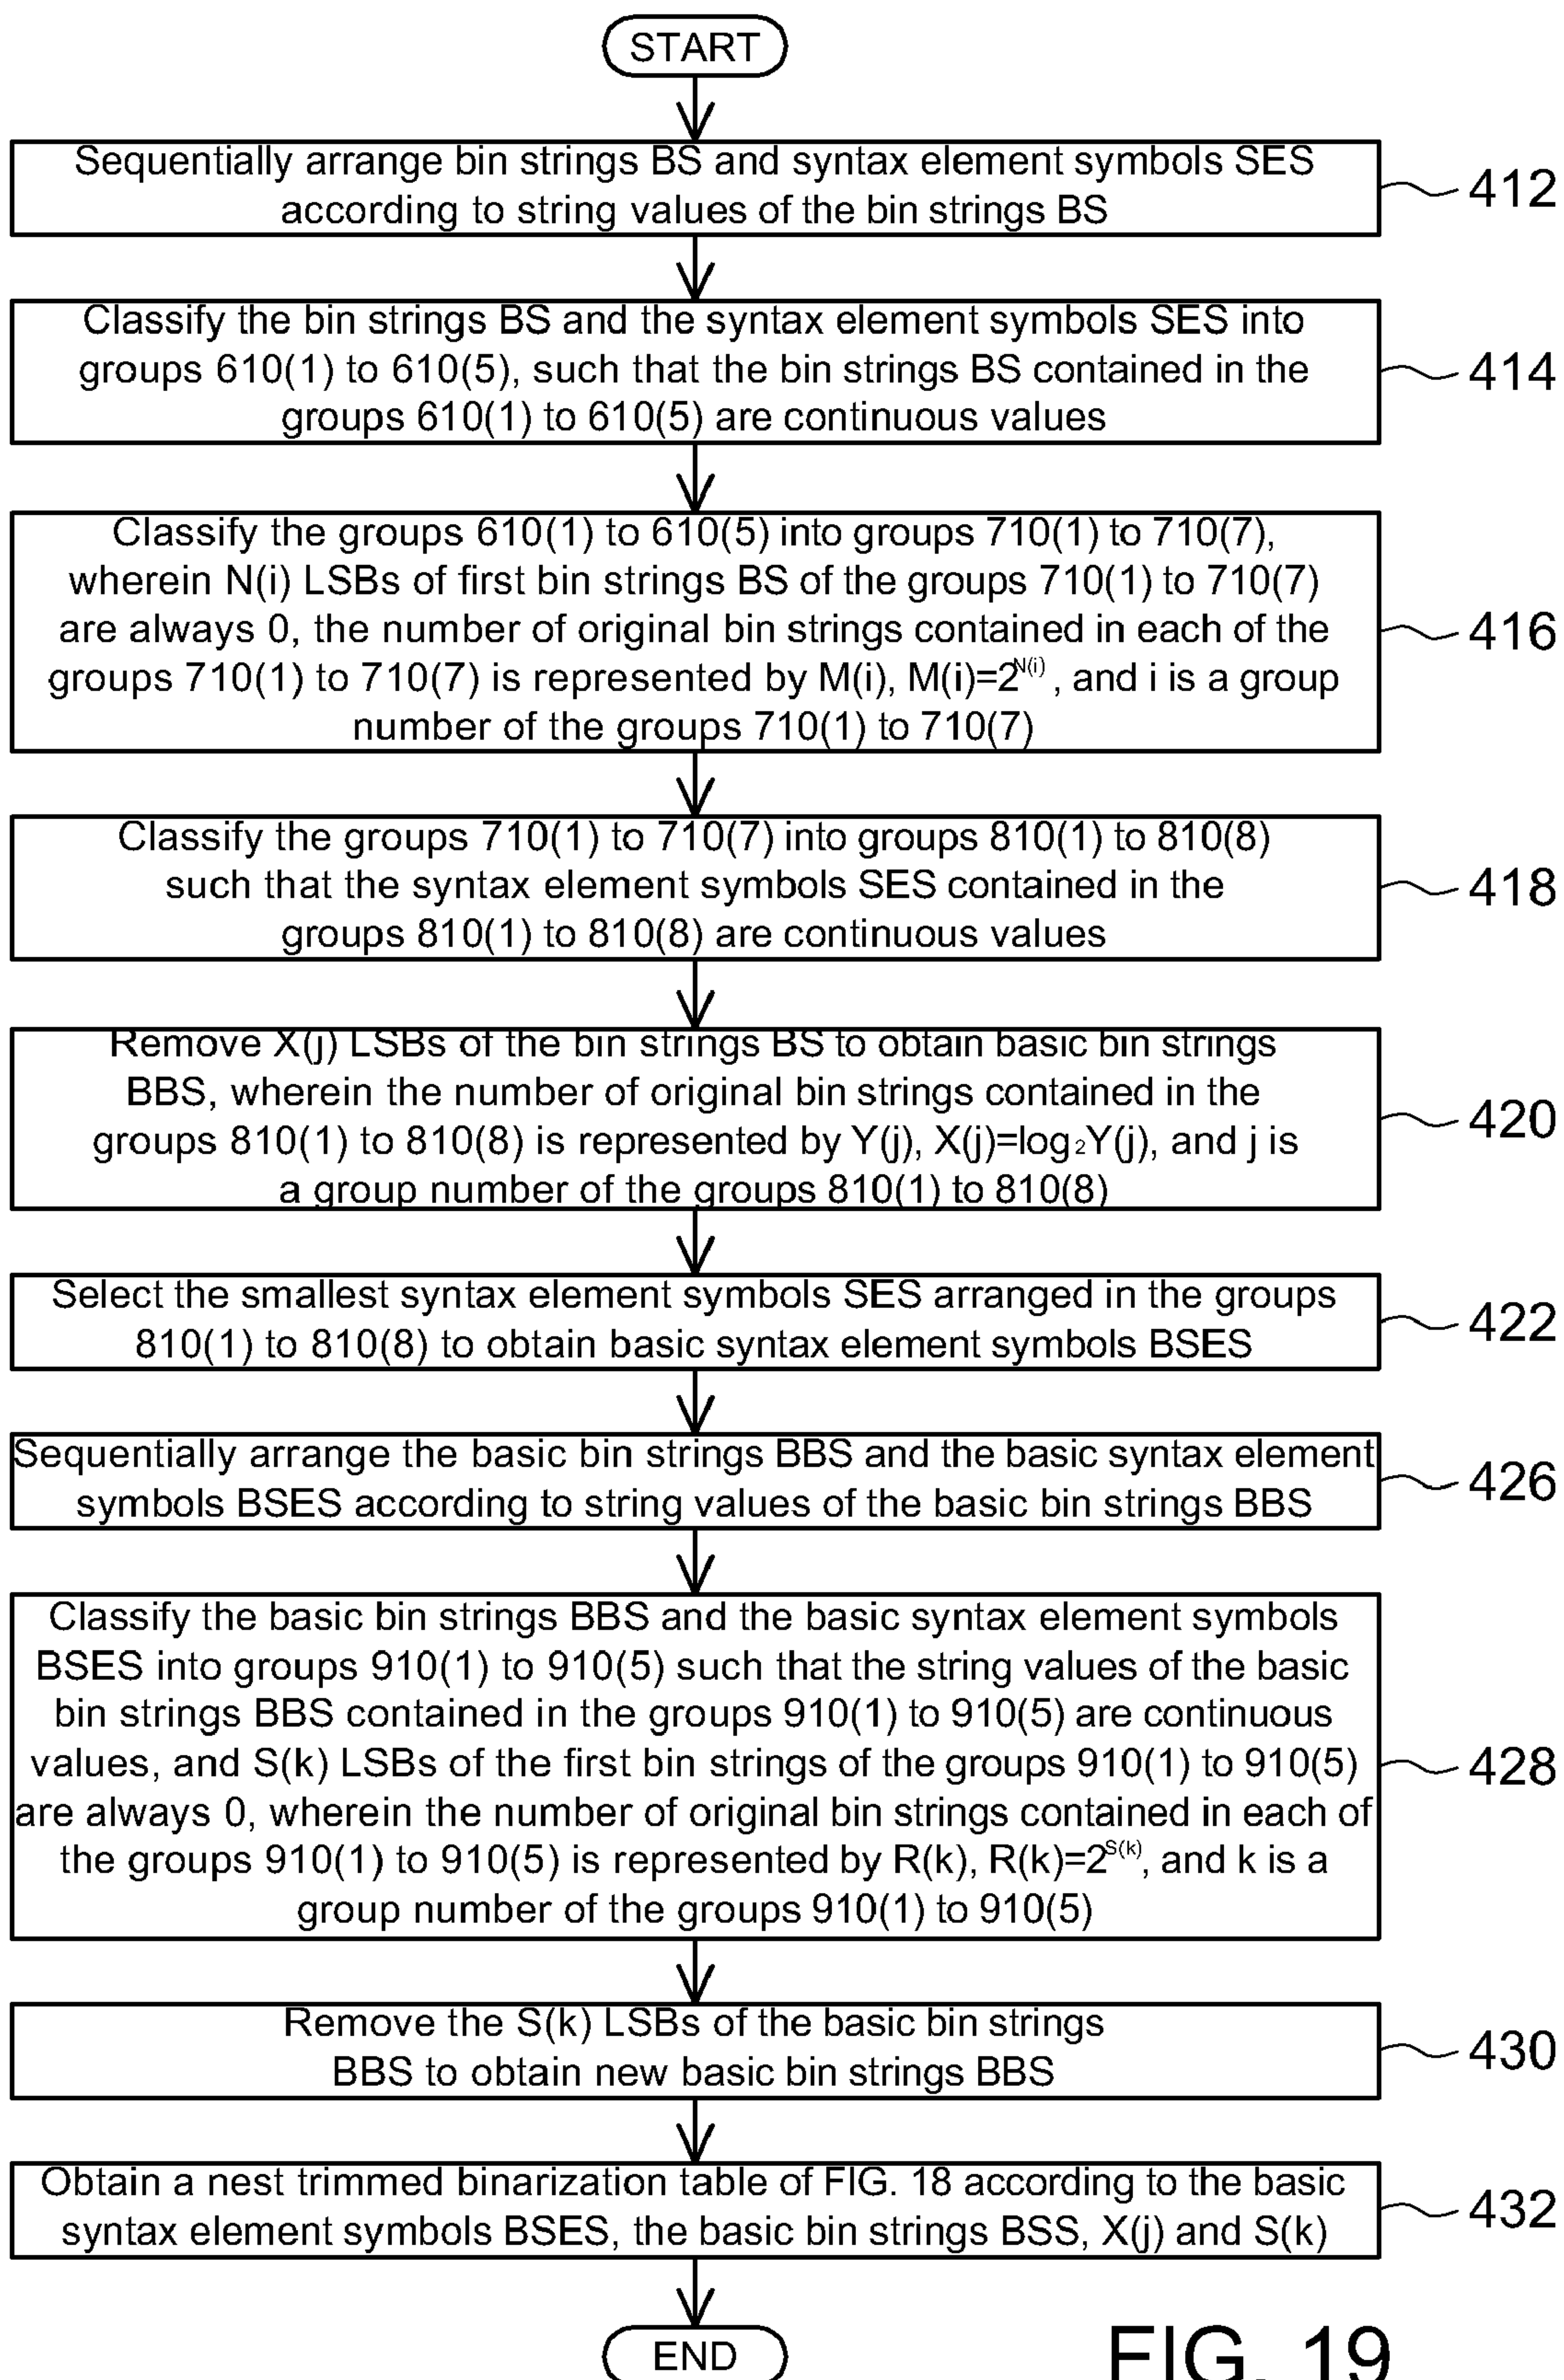 START
Sequentially arrange bin strings BS and syntax element symbols SES
according to string values of the bin strings BS
412
Classify the bin strings BS and the syntax element symbols SES into
groups 610(1) to 610(5), such that the bin strings BS contained in the
groups 610(1) to 610(5) are continuous values
414
Classify the groups 610(1) to 610(5) into groups 710(1) to 710(7),
wherein N(i) LSBs of first bin strings BS of the groups 710(1) to 710(7)
are always 0, the number of original bin strings contained in each of the
groups 710(1) to 710(7) is represented by M(i), M(i)=2^N(i), and i is a group
number of the groups 710(1) to 710(7)
416
Classify the groups 710(1) to 710(7) into groups 810(1) to 810(8)
such that the syntax element symbols SES contained in the
groups 810(1) to 810(8) are continuous values
418
Remove X(j) LSBs of the bin strings BS to obtain basic bin strings
BBS, wherein the number of original bin strings contained in the
groups 810(1) to 810(8) is represented by Y(j), X(j)=log₂Y(j), and j is
a group number of the groups 810(1) to 810(8)
420
Select the smallest syntax element symbols SES arranged in the groups
810(1) to 810(8) to obtain basic syntax element symbols BSES
422
Sequentially arrange the basic bin strings BBS and the basic syntax element
symbols BSES according to string values of the basic bin strings BBS
426
Classify the basic bin strings BBS and the basic syntax element symbols
BSES into groups 910(1) to 910(5) such that the string values of the basic
bin strings BBS contained in the groups 910(1) to 910(5) are continuous
values, and S(k) LSBs of the first bin strings of the groups 910(1) to 910(5)
are always 0, wherein the number of original bin strings contained in each of
the groups 910(1) to 910(5) is represented by R(k), R(k)=2^S(k), and k is a
group number of the groups 910(1) to 910(5)
428
Remove the S(k) LSBs of the basic bin strings
BBS to obtain new basic bin strings BBS
430
Obtain a nest trimmed binarization table of FIG. 18 according to the basic
syntax element symbols BSES, the basic bin strings BSS, X(j) and S(k)
432
END
FIG. 19